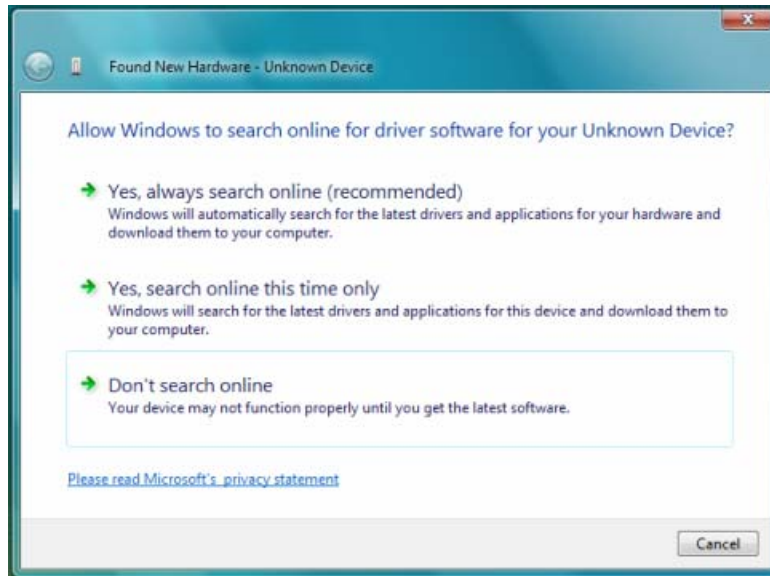 Found New Hardware - Unknown Device
Allow Windows to search online for driver software for your Unknown Device?
Yes, always search online (recommended)
Windows will automatically search for the latest drivers and applications for your hardware and
download them to your computer.
Yes, search online this time only
Windows will search for the latest drivers and applications for this device and download them to
your computer.
Don't search online
Your device may not function properly until you get the latest software.
Please read Microsoft's privacy statement
Cancel